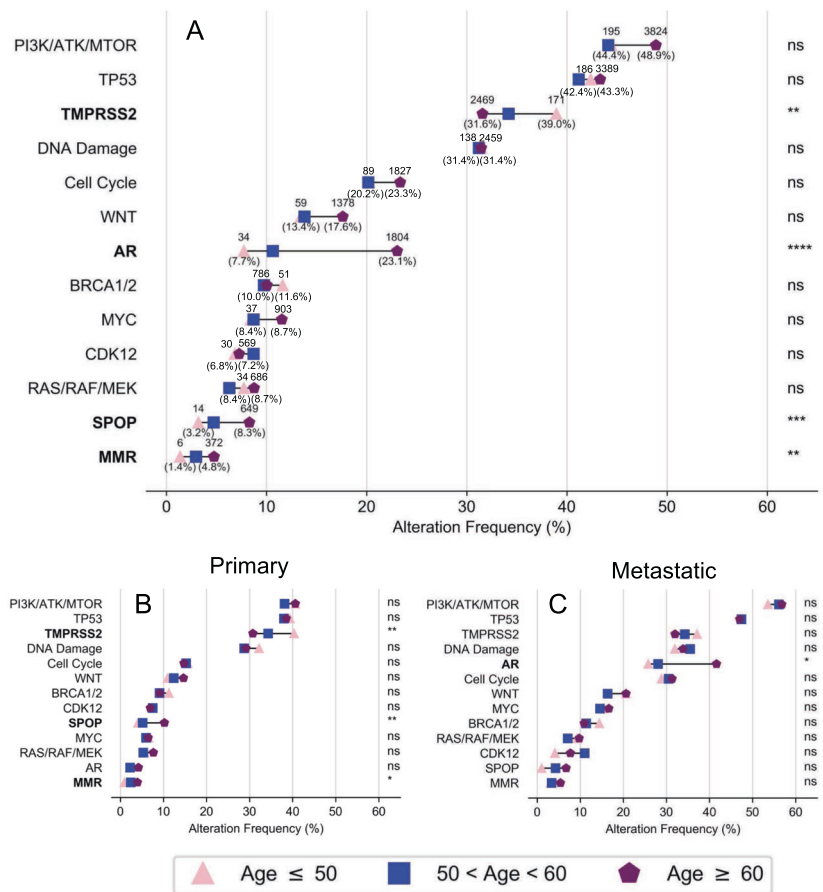 A
PI3K/ATK/MTOR 195 3824 ns
(44.4%) (48.9%)
TP53 186 3389 ns
(42.4%) (43.3%)
TMPRSS2 2469 171 **
(31.6%) (39.0%)
DNA Damage 138 2459 ns
(31.4%) (31.4%)
Cell Cycle 89 1827 ns
(20.2%) (23.3%)
WNT 59 1378 ns
(13.4%) (17.6%)
AR 34 1804 ****
(7.7%) (23.1%)
BRCA1/2 786 51 ns
(10.0%) (11.6%)
MYC 37 903 ns
(8.4%) (8.7%)
CDK12 30 569 ns
(6.8%) (7.2%)
RAS/RAF/MEK 34 686 ns
(8.4%) (8.7%)
SPOP 14 649 ***
(3.2%) (8.3%)
MMR 6 372 **
(1.4%) (4.8%)
0 10 20 30 40 50 60
Alteration Frequency (%)
Primary
B
PI3K/ATK/MTOR ns
TP53 ns
TMPRSS2 **
DNA Damage ns
Cell Cycle ns
WNT ns
BRCA1/2 ns
CDK12 ns
SPOP **
MYC ns
RAS/RAF/MEK ns
AR ns
MMR *
0 10 20 30 40 50 60
Alteration Frequency (%)
Metastatic
C
PI3K/ATK/MTOR ns
TP53 ns
TMPRSS2 ns
DNA Damage ns
AR *
Cell Cycle ns
WNT ns
MYC ns
BRCA1/2 ns
RAS/RAF/MEK ns
CDK12 ns
SPOP ns
MMR ns
0 10 20 30 40 50 60
Alteration Frequency (%)
Age ≤ 50 50 < Age < 60 Age ≥ 60